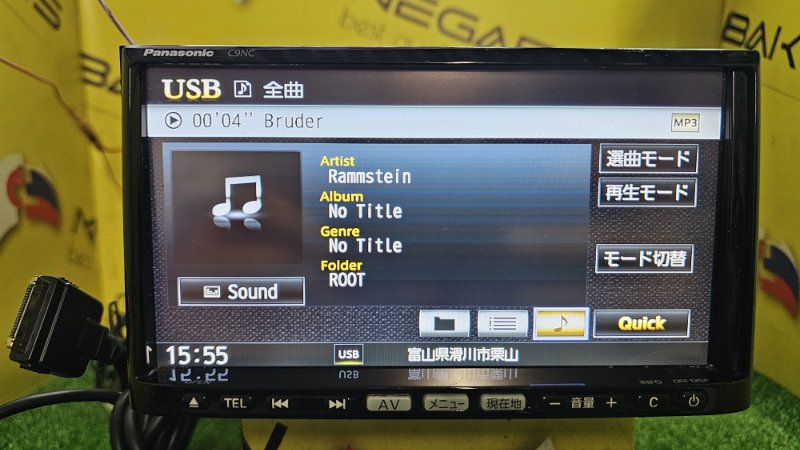 Panasonic C9NC
USB 全曲
00'04" Bruder MP3
Artist
Rammstein
Album
No Title
Genre
No Title
Folder
ROOT
選曲モード
再生モード
モード切替
Sound
Quick
15:55 USB 富山県滑川市栗山
TEL AV メニュー 現在地 − 音量 + C